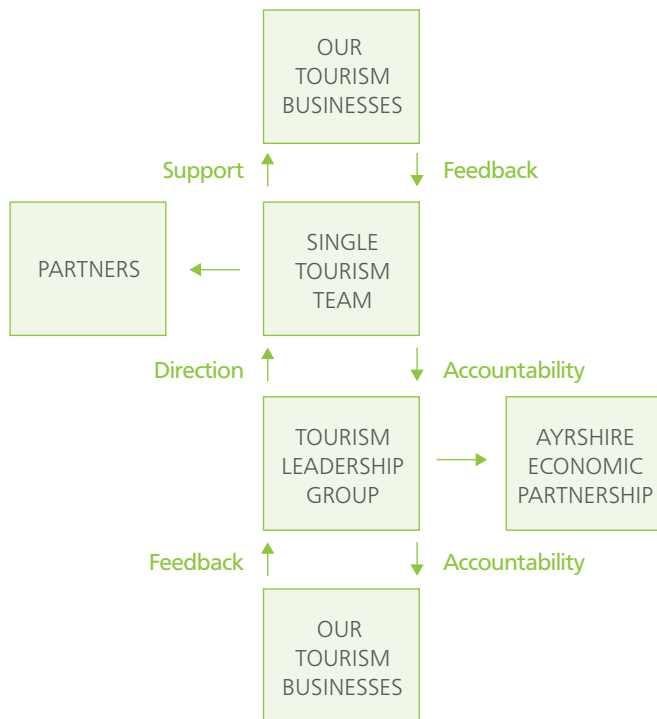 OUR
TOURISM
BUSINESSES
Support
Feedback
PARTNERS
SINGLE
TOURISM
TEAM
Direction
Accountability
TOURISM
LEADERSHIP
GROUP
AYRSHIRE
ECONOMIC
PARTNERSHIP
Feedback
Accountability
OUR
TOURISM
BUSINESSES